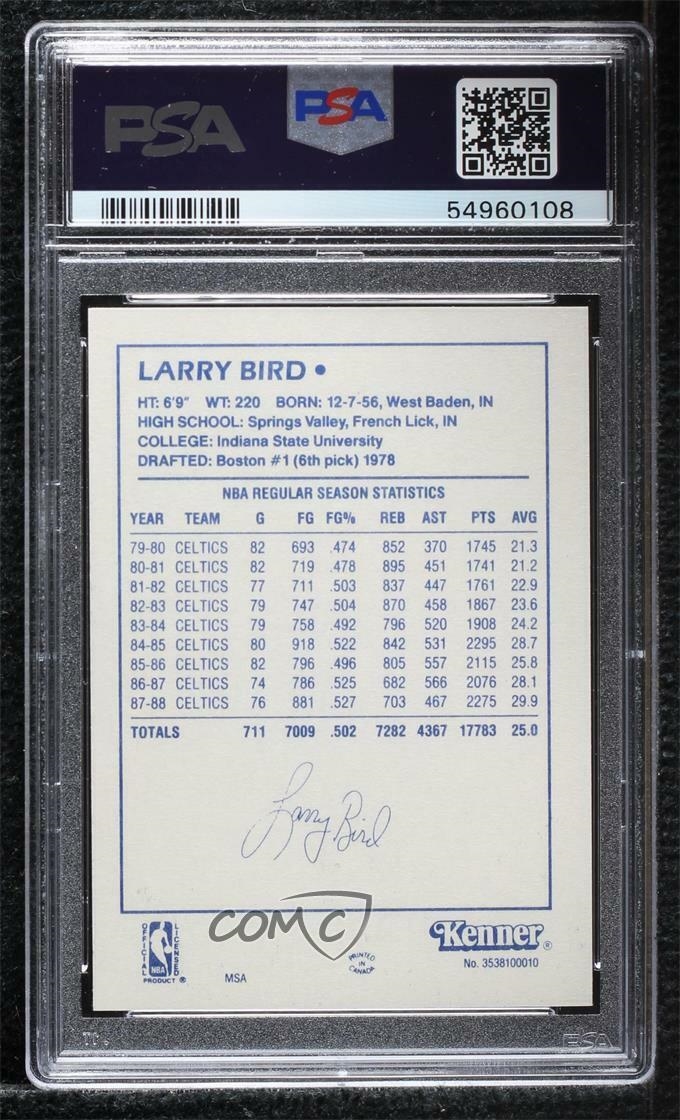 PSA PSA
54960108
LARRY BIRD •
HT: 6'9" WT: 220 BORN: 12-7-56, West Baden, IN
HIGH SCHOOL: Springs Valley, French Lick, IN
COLLEGE: Indiana State University
DRAFTED: Boston #1 (6th pick) 1978
NBA REGULAR SEASON STATISTICS
YEAR TEAM G FG FG% REB AST PTS AVG
79-80 CELTICS 82 693 .474 852 370 1745 21.3
80-81 CELTICS 82 719 .478 895 451 1741 21.2
81-82 CELTICS 77 711 .503 837 447 1761 22.9
82-83 CELTICS 79 747 .504 870 458 1867 23.6
83-84 CELTICS 79 758 .492 796 520 1908 24.2
84-85 CELTICS 80 918 .522 842 531 2295 28.7
85-86 CELTICS 82 796 .496 805 557 2115 25.8
86-87 CELTICS 74 786 .525 682 566 2076 28.1
87-88 CELTICS 76 881 .527 703 467 2275 29.9
TOTALS 711 7009 .502 7282 4367 17783 25.0
Larry Bird
COMC
OFFICIAL LICENSED
NBA
PRODUCT ®
MSA
PRINTED
IN
CANADA
Kenner®
No. 3538100010
PSA